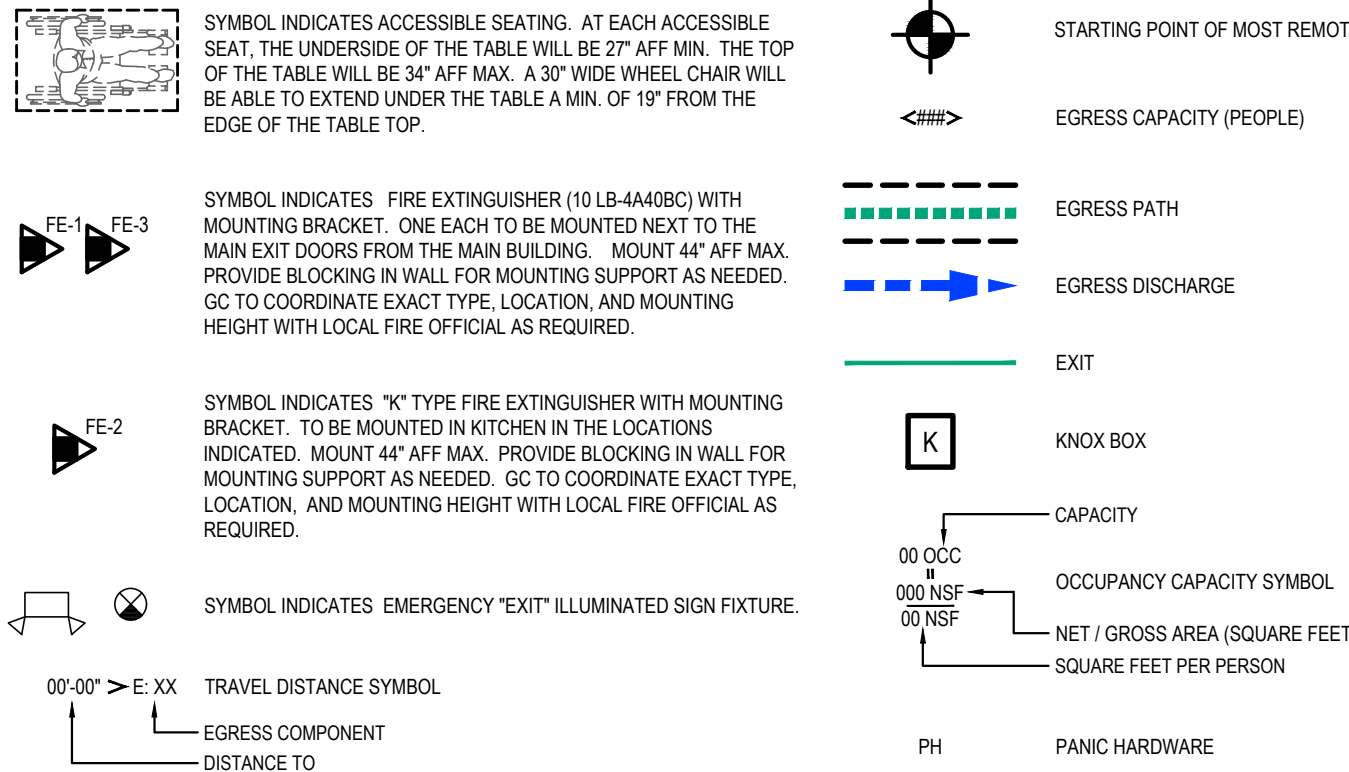 SYMBOL INDICATES ACCESSIBLE SEATING. AT EACH ACCESSIBLE
SEAT, THE UNDERSIDE OF THE TABLE WILL BE 27" AFF MIN. THE TOP
OF THE TABLE WILL BE 34" AFF MAX. A 30" WIDE WHEEL CHAIR WILL
BE ABLE TO EXTEND UNDER THE TABLE A MIN. OF 19" FROM THE
EDGE OF THE TABLE TOP.
FE-1 FE-3
SYMBOL INDICATES FIRE EXTINGUISHER (10 LB-4A40BC) WITH
MOUNTING BRACKET. ONE EACH TO BE MOUNTED NEXT TO THE
MAIN EXIT DOORS FROM THE MAIN BUILDING. MOUNT 44" AFF MAX.
PROVIDE BLOCKING IN WALL FOR MOUNTING SUPPORT AS NEEDED.
GC TO COORDINATE EXACT TYPE, LOCATION, AND MOUNTING
HEIGHT WITH LOCAL FIRE OFFICIAL AS REQUIRED.
FE-2
SYMBOL INDICATES "K" TYPE FIRE EXTINGUISHER WITH MOUNTING
BRACKET. TO BE MOUNTED IN KITCHEN IN THE LOCATIONS
INDICATED. MOUNT 44" AFF MAX. PROVIDE BLOCKING IN WALL FOR
MOUNTING SUPPORT AS NEEDED. GC TO COORDINATE EXACT TYPE,
LOCATION, AND MOUNTING HEIGHT WITH LOCAL FIRE OFFICIAL AS
REQUIRED.
SYMBOL INDICATES EMERGENCY "EXIT" ILLUMINATED SIGN FIXTURE.
00'-00" > E: XX TRAVEL DISTANCE SYMBOL
EGRESS COMPONENT
DISTANCE TO
STARTING POINT OF MOST REMOT
<###> EGRESS CAPACITY (PEOPLE)
EGRESS PATH
EGRESS DISCHARGE
EXIT
K KNOX BOX
CAPACITY
00 OCC
=
OCCUPANCY CAPACITY SYMBOL
000 NSF
00 NSF
NET / GROSS AREA (SQUARE FEET
SQUARE FEET PER PERSON
PH PANIC HARDWARE